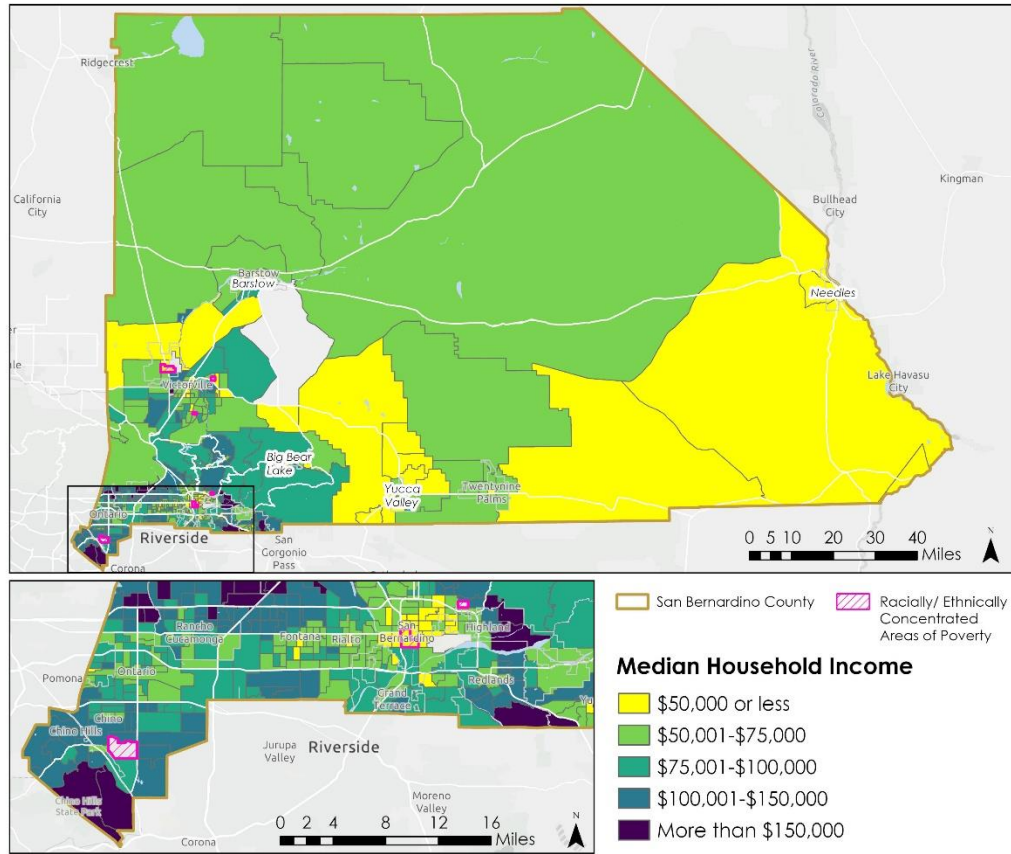 Ridgecrest
Colorado River
Kingman
California
City
Bullhead
City
Barstow
Barstow
Needles
Lake Havasu
City
Victorville
Big Bear
Lake
Yucca
Valley
Twentynine
Palms
Ontario
Riverside
San
Gorgonio
Pass
Corona
0 5 10 20 30 40
Miles
N
Rancho
Cucamonga
Fontana
Rialto
San
Bernardino
Highland
Pomona
Ontario
Redlands
Chino
Chino Hills
Grand
Terrace
Jurupa
Valley
Riverside
Chino Hills
State Park
Moreno
Valley
Corona
0 2 4 8 12 16
Miles
N
San Bernardino County
Racially/ Ethnically
Concentrated
Areas of Poverty
Median Household Income
$50,000 or less
$50,001-$75,000
$75,001-$100,000
$100,001-$150,000
More than $150,000